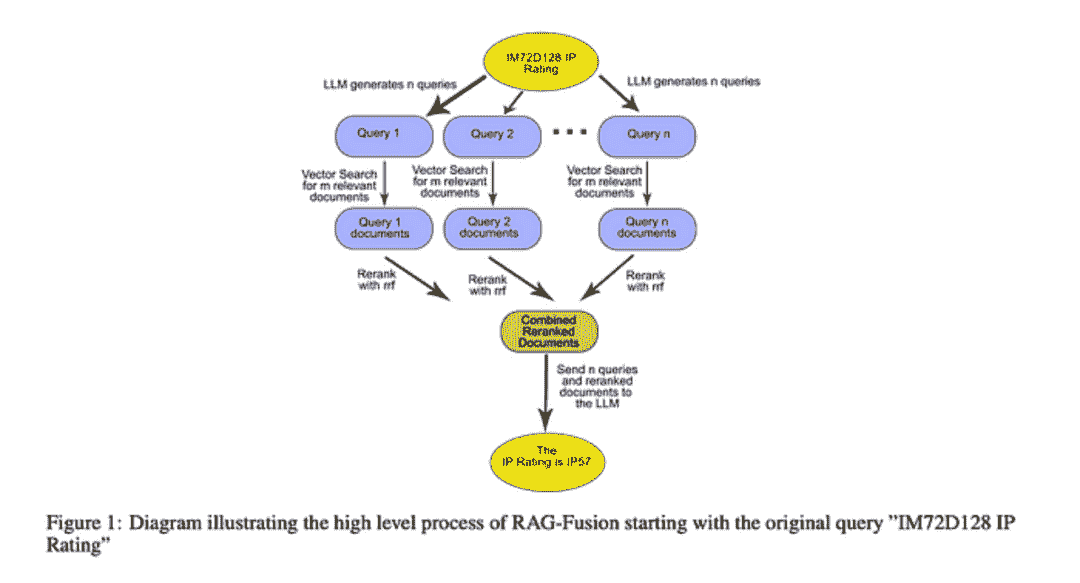 IM72D128 IP
Rating
LLM generates n queries
LLM generates n queries
Query 1
Query 2
Query n
Vector Search
for m relevant
documents
Vector Search
for m relevant
documents
Vector Search
for m relevant
documents
Query 1
documents
Query 2
documents
Query n
documents
Rerank
with rrf
Rerank
with rrf
Rerank
with rrf
Combined
Reranked
Documents
Send n queries
and reranked
documents to
the LLM
The
IP Rating is IP57
Figure 1: Diagram illustrating the high level process of RAG-Fusion starting with the original query ”IM72D128 IP
Rating”